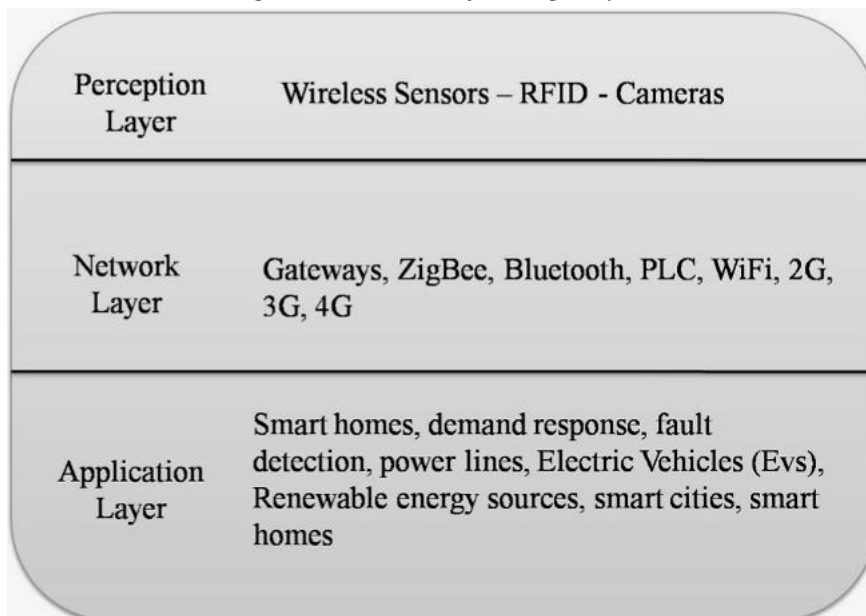 Perception
Layer
Wireless Sensors – RFID - Cameras
Network
Layer
Gateways, ZigBee, Bluetooth, PLC, WiFi, 2G,
3G, 4G
Application
Layer
Smart homes, demand response, fault
detection, power lines, Electric Vehicles (Evs),
Renewable energy sources, smart cities, smart
homes